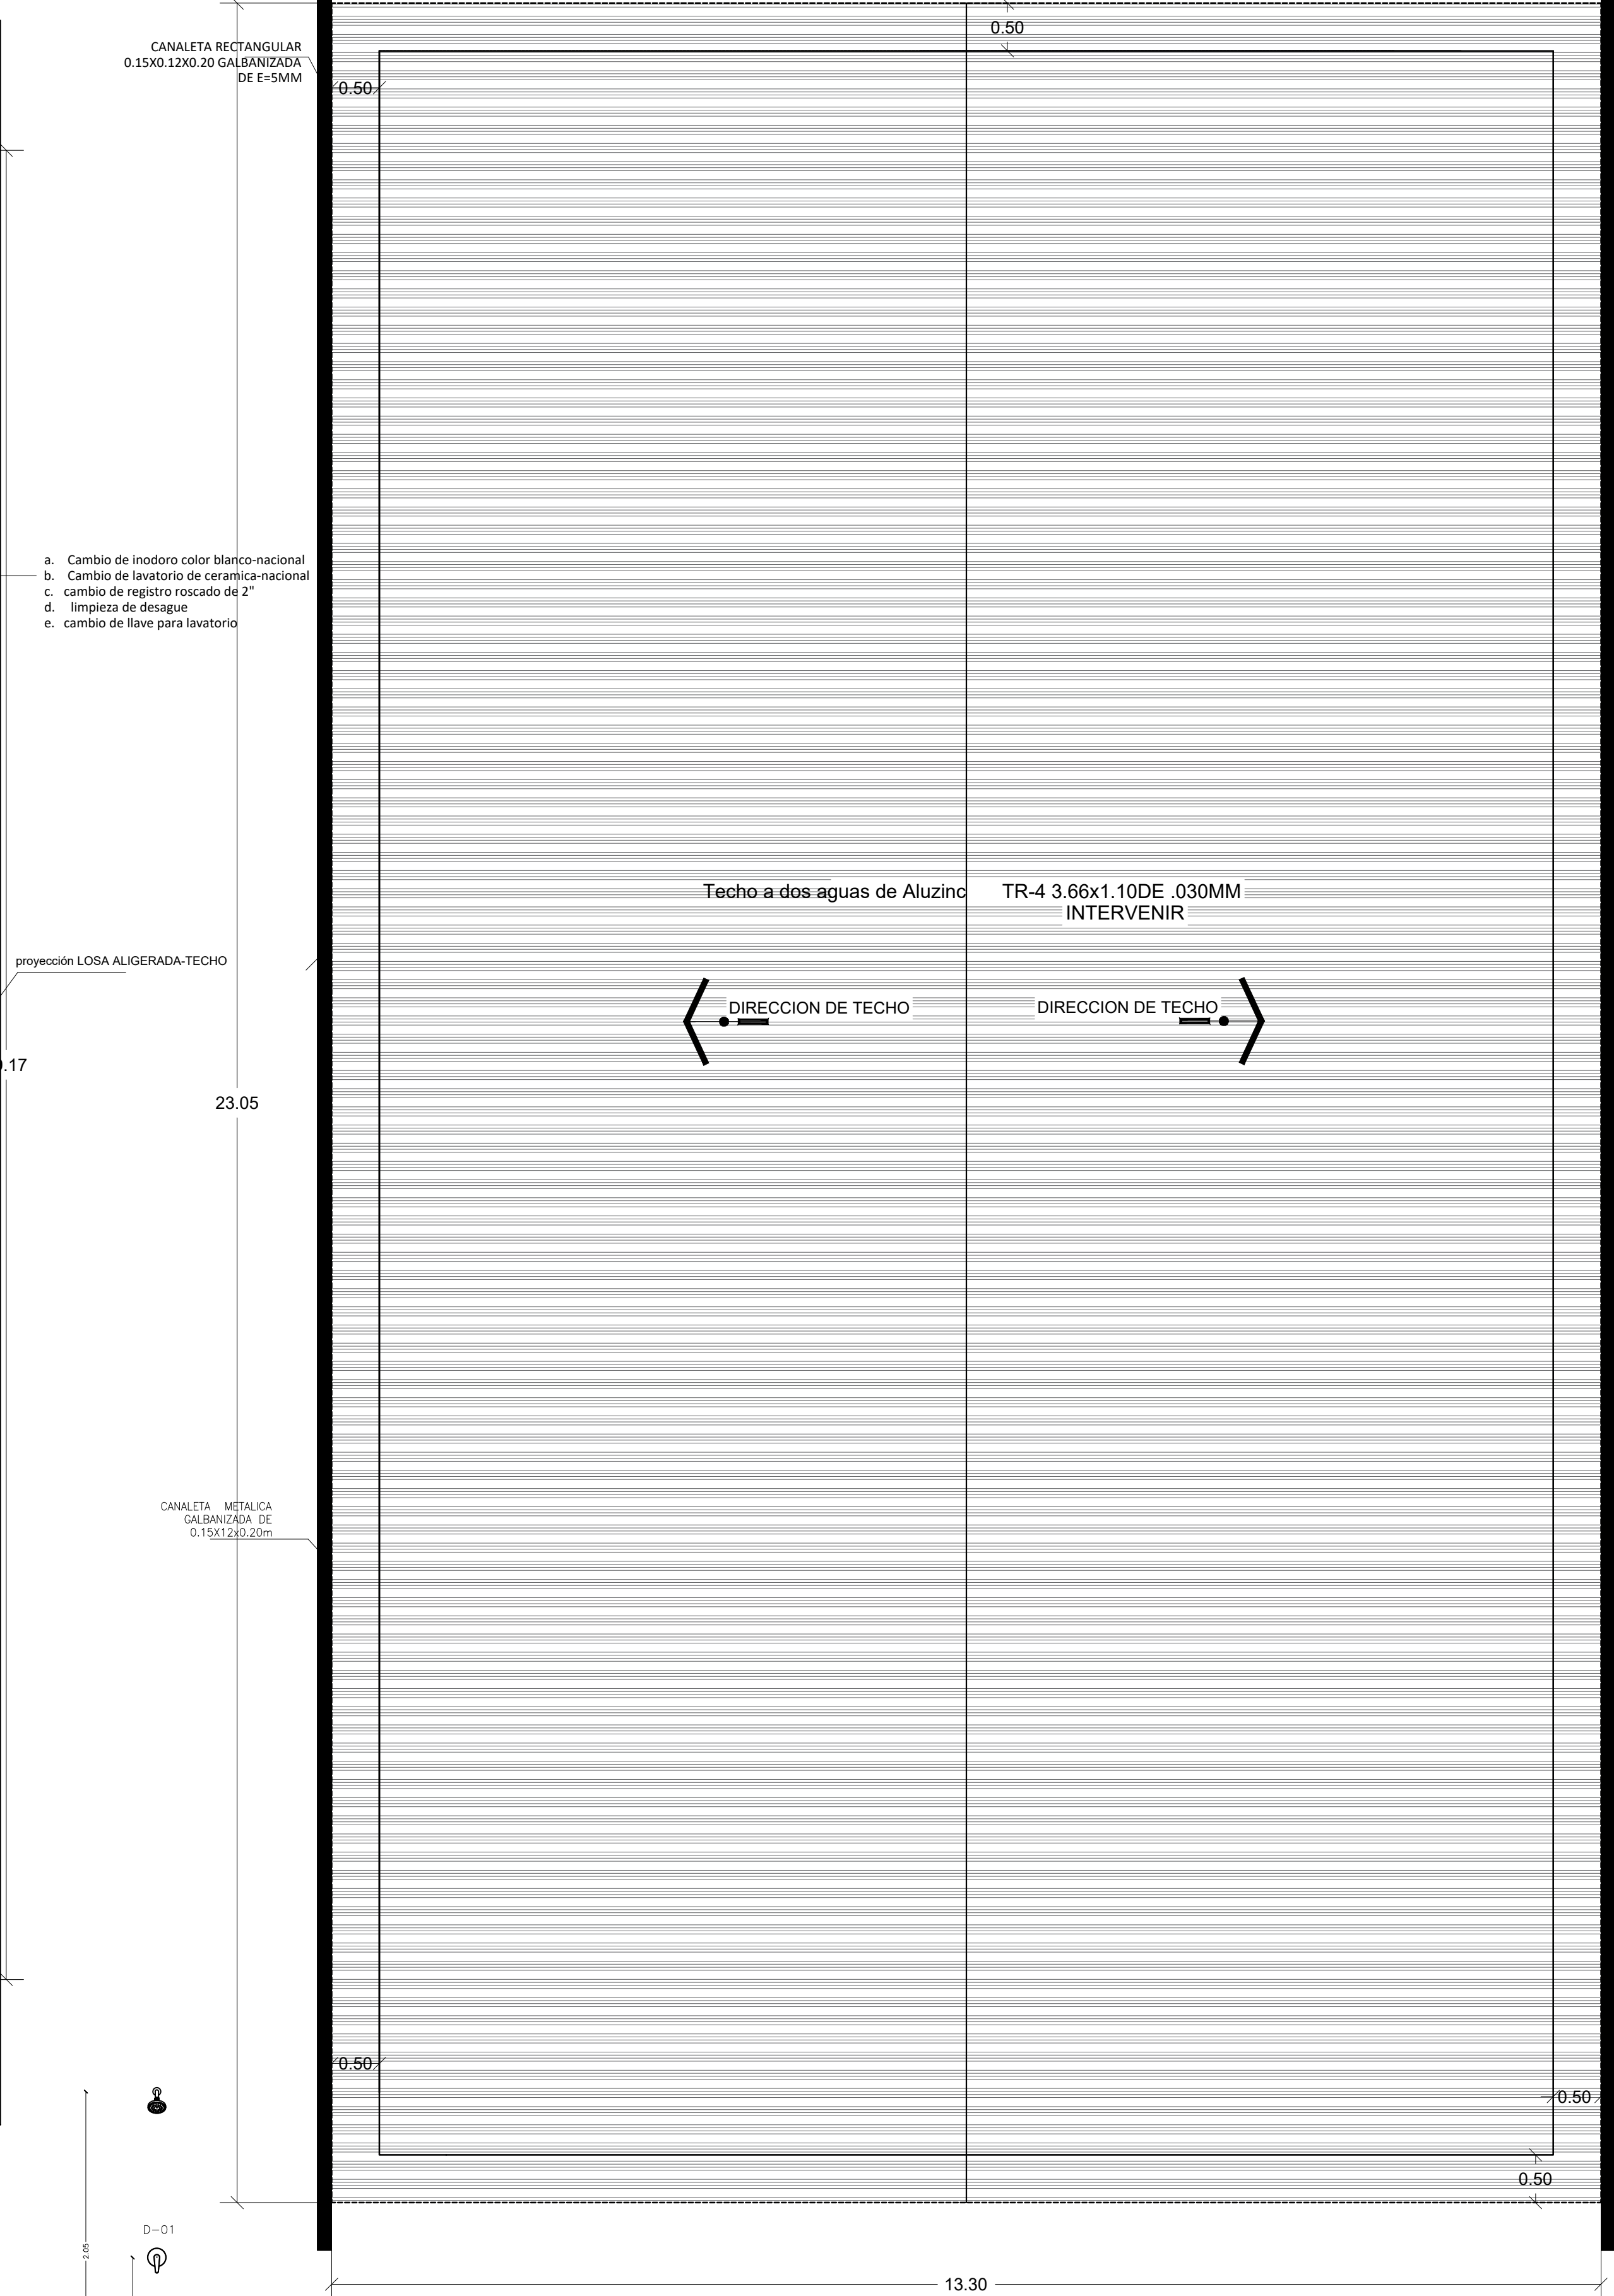 0.50
CANALETA RECTANGULAR
0.15X0.12X0.20 GALBANIZADA
DE E=5MM
0.50
a. Cambio de inodoro color blanco-nacional
b. Cambio de lavatorio de ceramica-nacional
c. cambio de registro roscado de 2"
d. limpieza de desague
e. cambio de llave para lavatorio
Techo a dos aguas de Aluzinc TR-4 3.66x1.10DE .030MM
INTERVENIR
proyección LOSA ALIGERADA-TECHO
DIRECCION DE TECHO
DIRECCION DE TECHO
.17
23.05
CANALETA METALICA
GALBANIZADA DE
0.15X12x0.20m
0.50
0.50
0.50
D-01
2.05
13.30